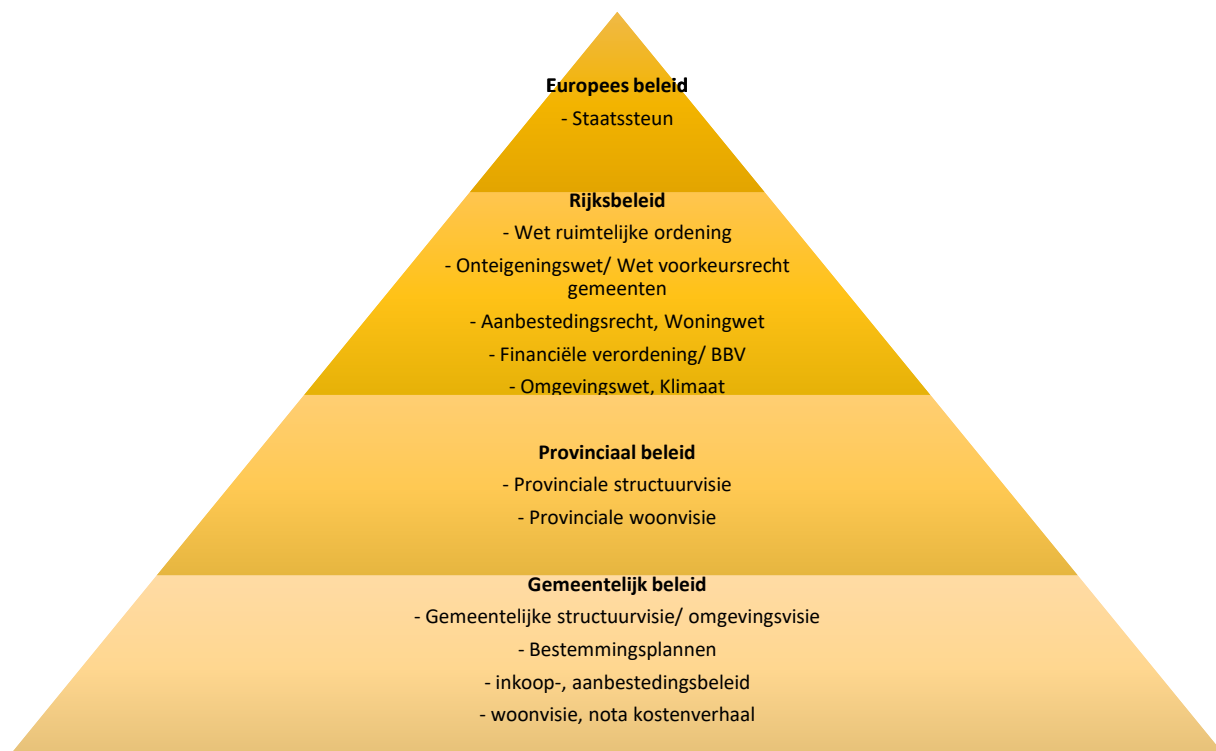 Europees beleid
- Staatssteun
Rijksbeleid
- Wet ruimtelijke ordening
- Onteigeningswet/ Wet voorkeursrecht
gemeenten
- Aanbestedingsrecht, Woningwet
- Financiële verordening/ BBV
- Omgevingswet, Klimaat
Provinciaal beleid
- Provinciale structuurvisie
- Provinciale woonvisie
Gemeentelijk beleid
- Gemeentelijke structuurvisie/ omgevingsvisie
- Bestemmingsplannen
- inkoop-, aanbestedingsbeleid
- woonvisie, nota kostenverhaal